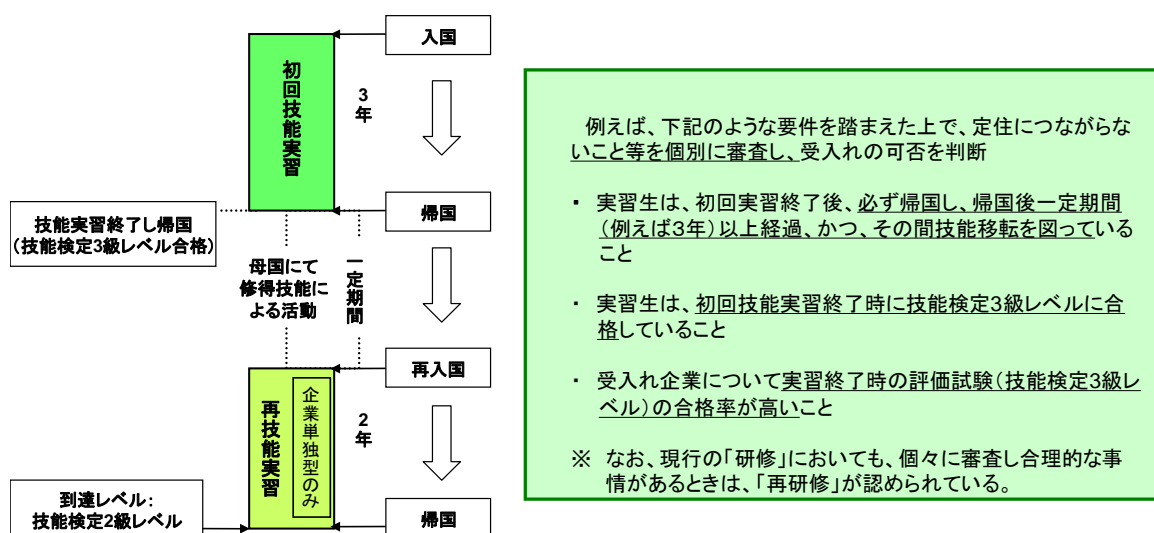 入国
初回技能実習
3年
帰国
技能実習終了し帰国
（技能検定3級レベル合格）
母国にて
修得技能に
よる活動
一定期間
再入国
再技能実習
企業単独型のみ
2年
到達レベル：
技能検定2級レベル
帰国
例えば、下記のような要件を踏まえた上で、定住につながらな
いこと等を個別に審査し、受入れの可否を判断
・ 実習生は、初回実習終了後、必ず帰国し、帰国後一定期間
（例えば3年）以上経過、かつ、その間技能移転を図っている
こと
・ 実習生は、初回技能実習終了時に技能検定3級レベルに合
格していること
・ 受入れ企業について実習終了時の評価試験（技能検定3級レ
ベル）の合格率が高いこと
※ なお、現行の「研修」においても、個々に審査し合理的な事
情があるときは、「再研修」が認められている。